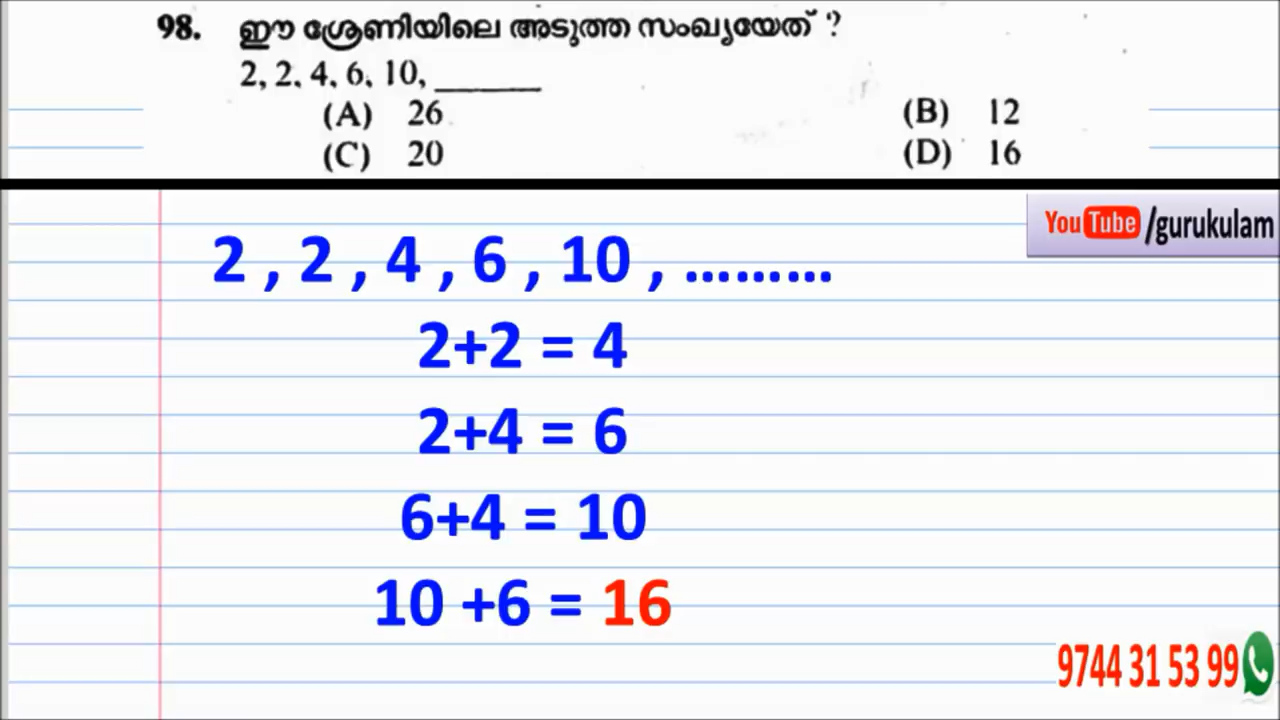 98. ഈ ശ്രേണിയിലെ അടുത്ത സംഖ്യയേത് ?
2, 2, 4, 6, 10, ______
(A) 26 (B) 12
(C) 20 (D) 16
YouTube/gurukulam
2 , 2 , 4 , 6 , 10 , .........
2+2 = 4
2+4 = 6
6+4 = 10
10 +6 = 16
9744 31 53 99